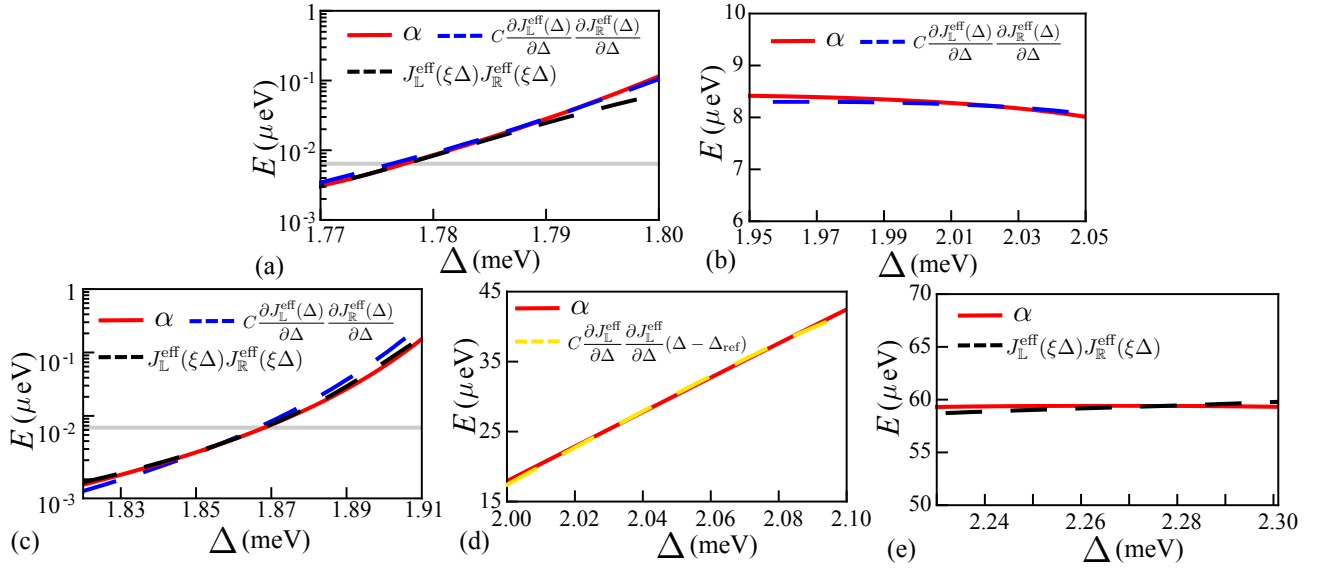 1
10⁻¹
10⁻²
10⁻³
E (μ eV)
α
C ∂J_𝕃^eff(Δ)/∂Δ ∂J_ℝ^eff(Δ)/∂Δ
J_𝕃^eff(ξΔ)J_ℝ^eff(ξΔ)
1.77 1.78 1.79 1.80
(a)
Δ (meV)
10
9
8
7
6
E (μ eV)
α
C ∂J_𝕃^eff(Δ)/∂Δ ∂J_ℝ^eff(Δ)/∂Δ
1.95 1.97 1.99 2.01 2.03 2.05
(b)
Δ (meV)
1
10⁻¹
10⁻²
10⁻³
E (μ eV)
α
C ∂J_𝕃^eff(Δ)/∂Δ ∂J_ℝ^eff(Δ)/∂Δ
J_𝕃^eff(ξΔ)J_ℝ^eff(ξΔ)
1.83 1.85 1.87 1.89 1.91
(c)
Δ (meV)
45
35
25
15
E (μ eV)
α
C ∂J_𝕃^eff/∂Δ ∂J_𝕃^eff/∂Δ (Δ − Δ_ref)
2.00 2.02 2.04 2.06 2.08 2.10
(d)
Δ (meV)
70
65
60
55
50
E (μ eV)
α
J_𝕃^eff(ξΔ)J_ℝ^eff(ξΔ)
2.24 2.26 2.28 2.30
(e)
Δ (meV)